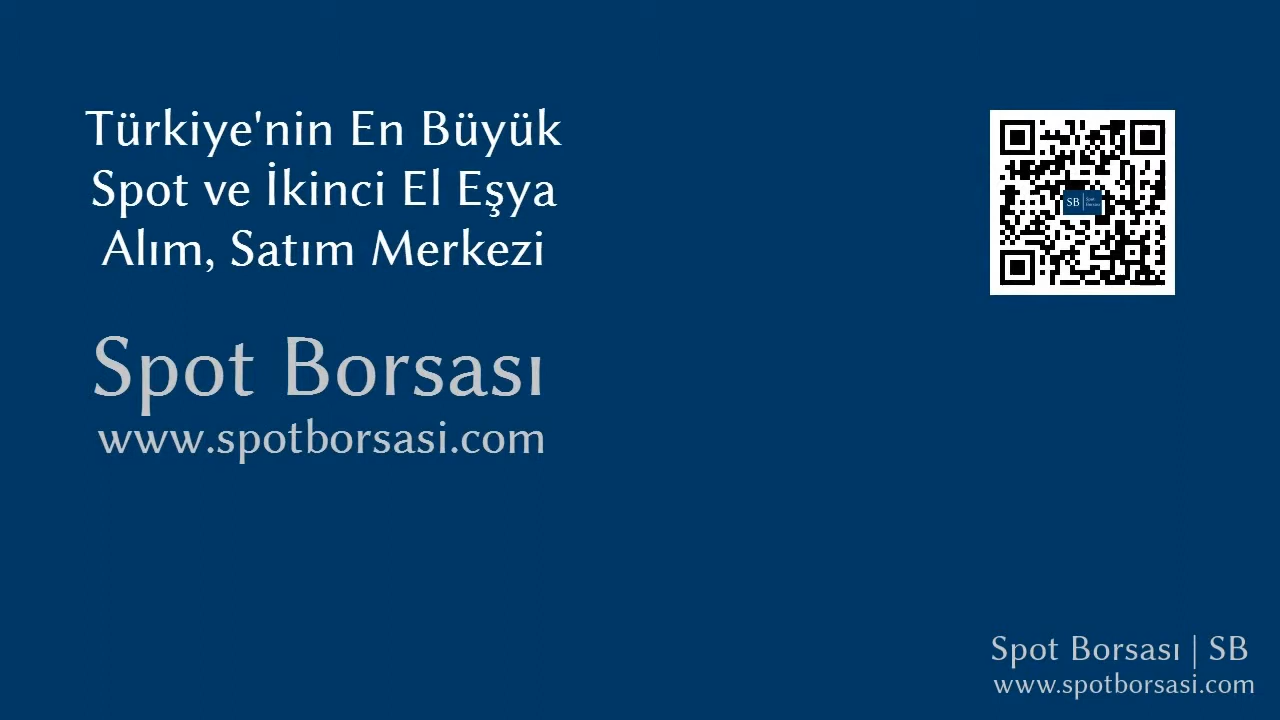 Türkiye'nin En Büyük
Spot ve İkinci El Eşya
Alım, Satım Merkezi
Spot Borsası
www.spotborsasi.com
SB
Spot Borsası | SB
www.spotborsasi.com